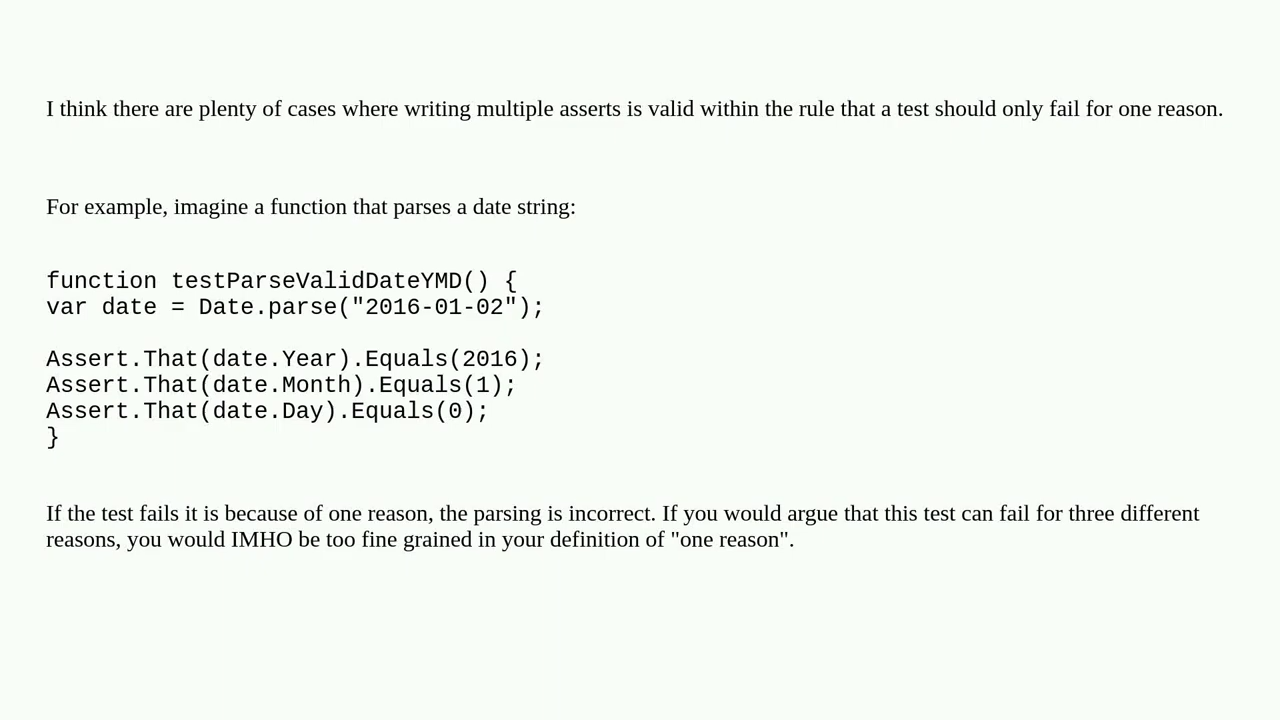 I think there are plenty of cases where writing multiple asserts is valid within the rule that a test should only fail for one reason.
For example, imagine a function that parses a date string:
function testParseValidDateYMD() {
var date = Date.parse("2016-01-02");
Assert.That(date.Year).Equals(2016);
Assert.That(date.Month).Equals(1);
Assert.That(date.Day).Equals(0);
}
If the test fails it is because of one reason, the parsing is incorrect. If you would argue that this test can fail for three different
reasons, you would IMHO be too fine grained in your definition of "one reason".